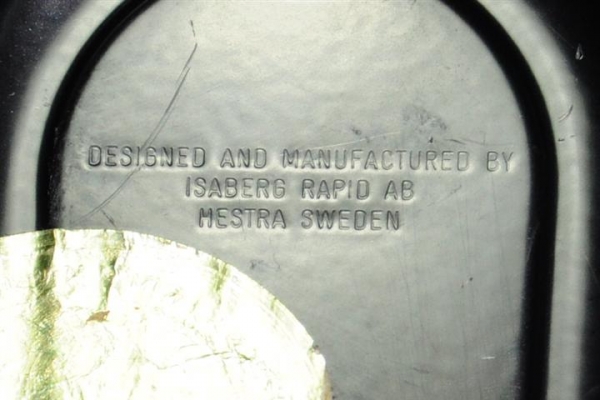 DESIGNED AND MANUFACTURED BY
ISABERG RAPID AB
HESTRA SWEDEN